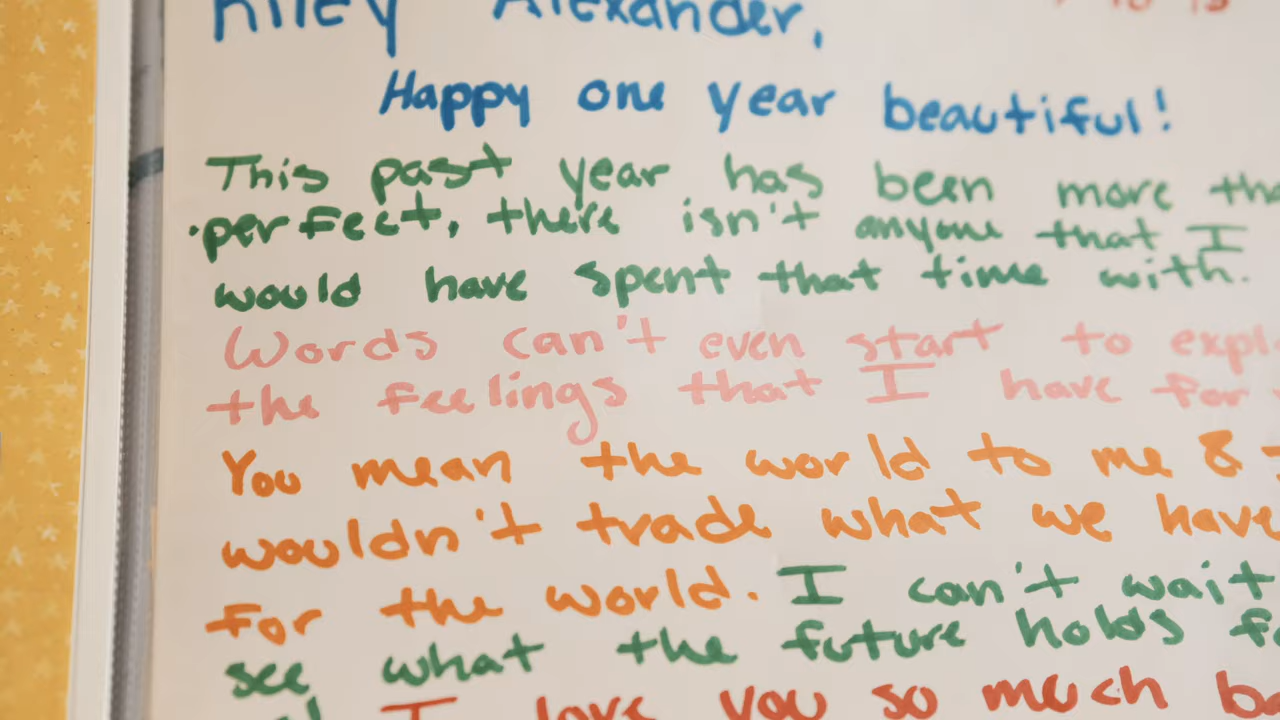 Riley Alexander,
Happy one year beautiful!
This past year has been more
perfect, there isn't anyone that I
would have spent that time with.
Words can't even start to
the feelings that I have for
You mean the world to me &
wouldn't trade what we have
for the world. I can't wait
see what the future holds
I love you so much